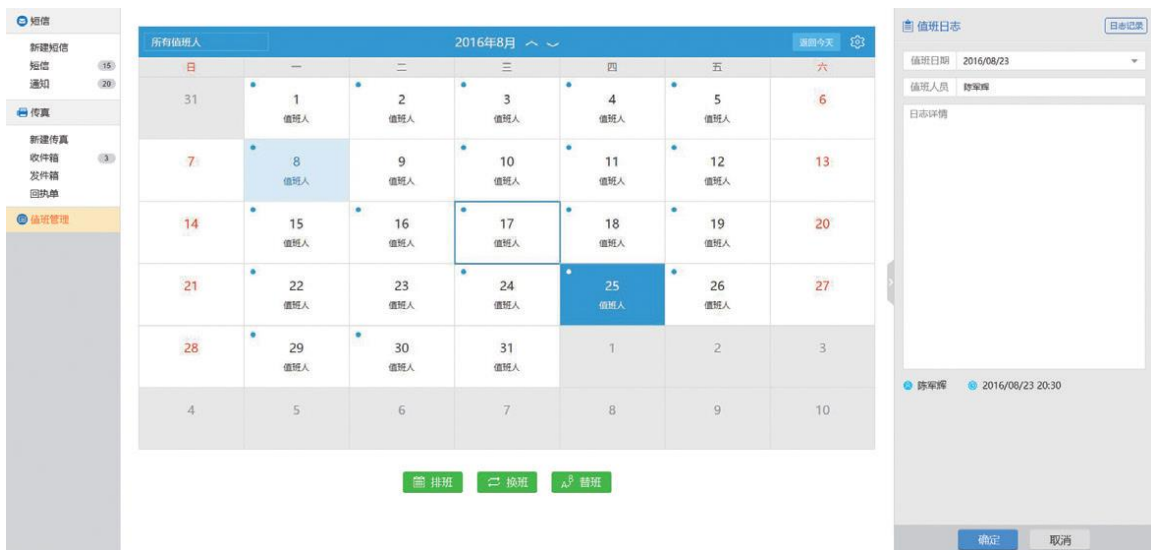 短信
新建短信
短信 15
通知 20
传真
新建传真
收件箱 3
发件箱
回执单
值班管理
所有值班人 2016年8月 返回今天
日 一 二 三 四 五 六
31 1 2 3 4 5 6
值班人 值班人 值班人 值班人 值班人
7 8 9 10 11 12 13
值班人 值班人 值班人 值班人 值班人
14 15 16 17 18 19 20
值班人 值班人 值班人 值班人 值班人
21 22 23 24 25 26 27
值班人 值班人 值班人 值班人 值班人
28 29 30 31 1 2 3
值班人 值班人 值班人
4 5 6 7 8 9 10
排班 换班 替班
值班日志 日志记录
值班日期 2016/08/23
值班人员 陈军辉
日志详情
陈军辉 2016/08/23 20:30
确定 取消